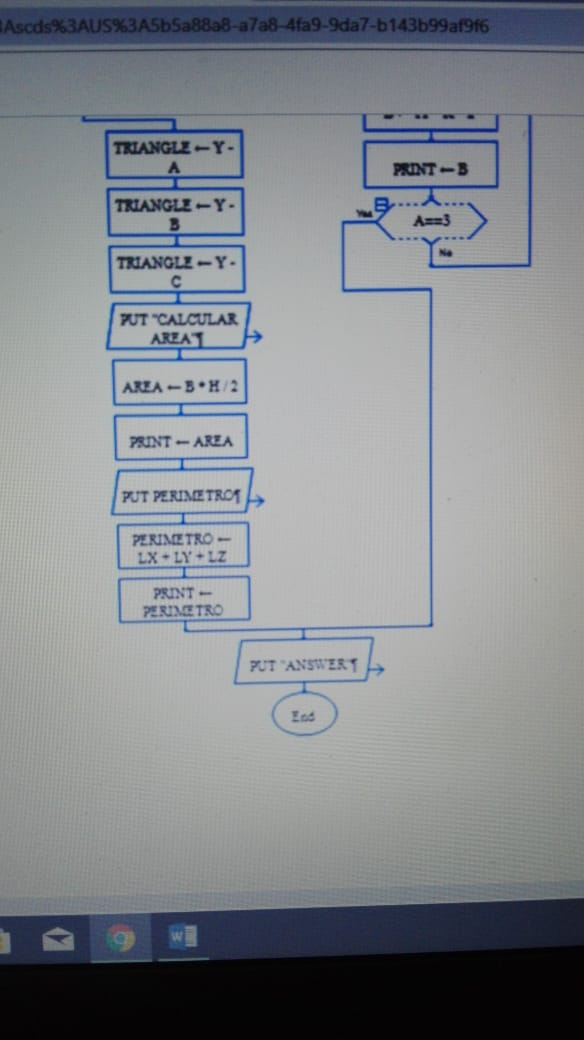 3Ascds%3AUS%3A5b5a88a8-a7a8-4fa9-9da7-b143b99af9f6
TRIANGLE ← Y -
A
TRIANGLE ← Y -
B
TRIANGLE ← Y -
C
PUT "CALCULAR
AREA"¶
AREA ← B * H / 2
PRINT ← AREA
PUT PERIMETRO¶
PERIMETRO ←
LX + LY + LZ
PRINT ←
PERIMETRO
PRINT ← B
A==3
Yes
No
PUT "ANSWER"¶
End
W